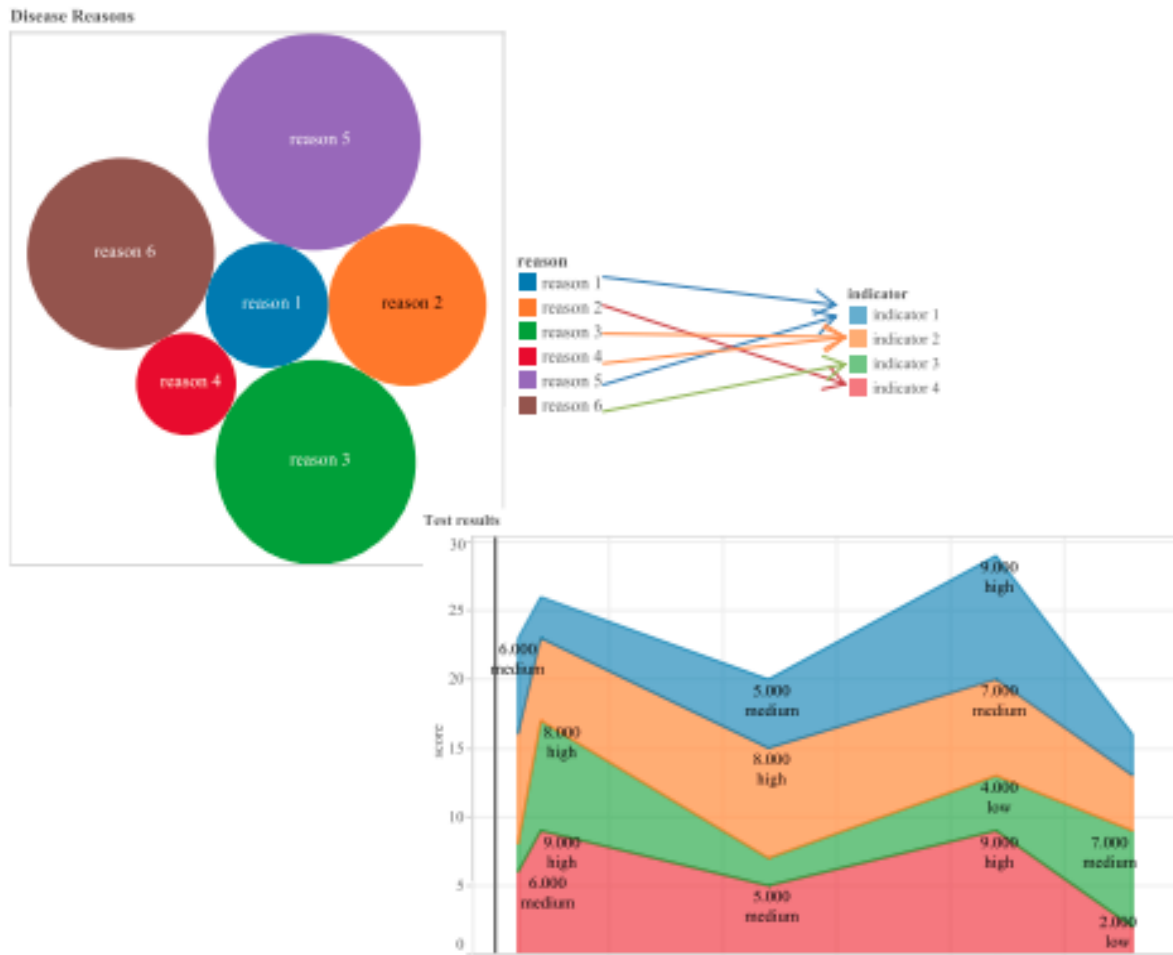 Disease Reasons
reason 5
reason 6
reason 1
reason 2
reason 4
reason 3
reason
reason 1
reason 2
reason 3
reason 4
reason 5
reason 6
indicator
indicator 1
indicator 2
indicator 3
indicator 4
Test results
score
30
25
20
15
10
5
0
6.000
medium
8.000
high
9.000
high
6.000
medium
5.000
medium
8.000
high
5.000
medium
9.000
high
7.000
medium
4.000
low
9.000
high
7.000
medium
2.000
low